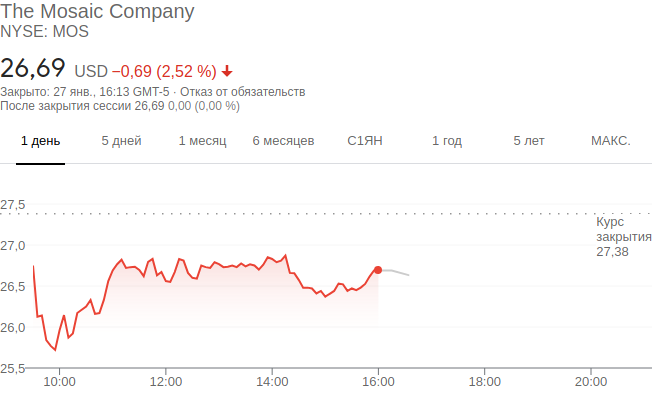 The Mosaic Company
NYSE: MOS
26,69 USD −0,69 (2,52 %)
Закрыто: 27 янв., 16:13 GMT-5 · Отказ от обязательств
После закрытия сессии 26,69 0,00 (0,00 %)
1 день 5 дней 1 месяц 6 месяцев С1ЯН 1 год 5 лет МАКС.
27,5
Курс
закрытия
27,38
27,0
26,5
26,0
25,5
10:00 12:00 14:00 16:00 18:00 20:00